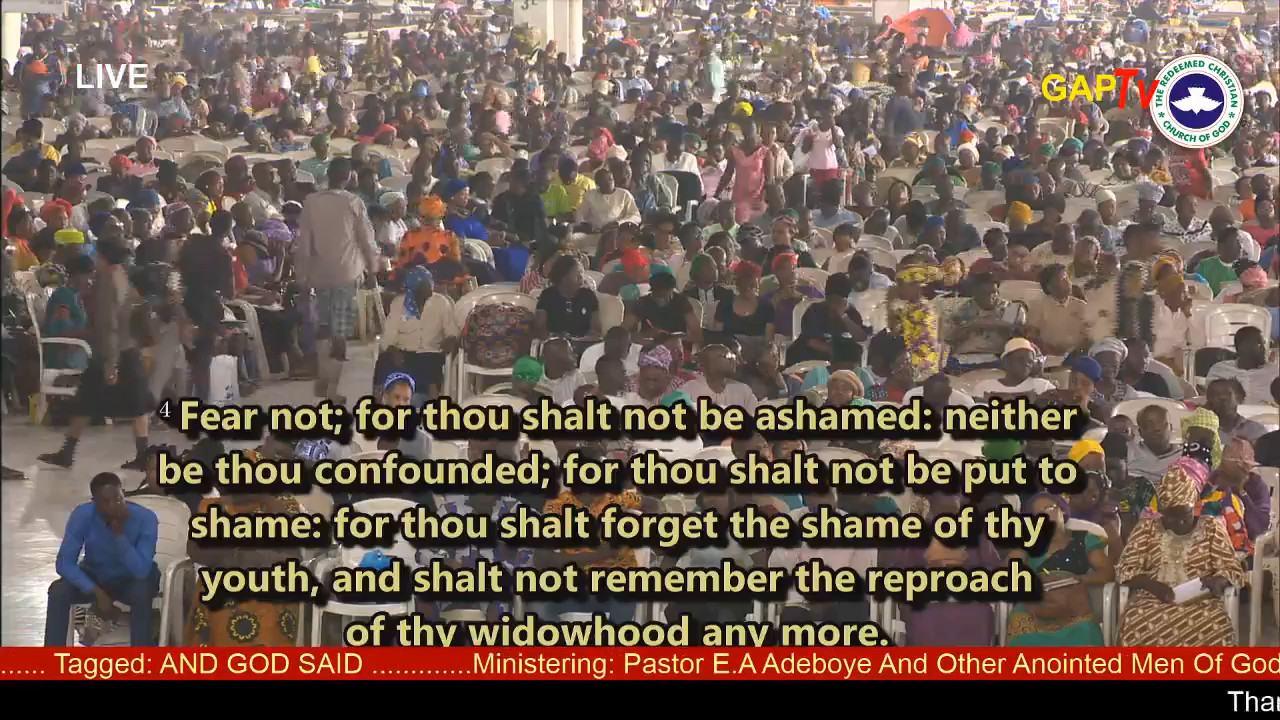 LIVE
GAPTv
THE REDEEMED CHRISTIAN
CHURCH OF GOD
4 Fear not; for thou shalt not be ashamed: neither
be thou confounded; for thou shalt not be put to
shame: for thou shalt forget the shame of thy
youth, and shalt not remember the reproach
of thy widowhood any more.
...... Tagged: AND GOD SAID .............Ministering: Pastor E.A Adeboye And Other Anointed Men Of God